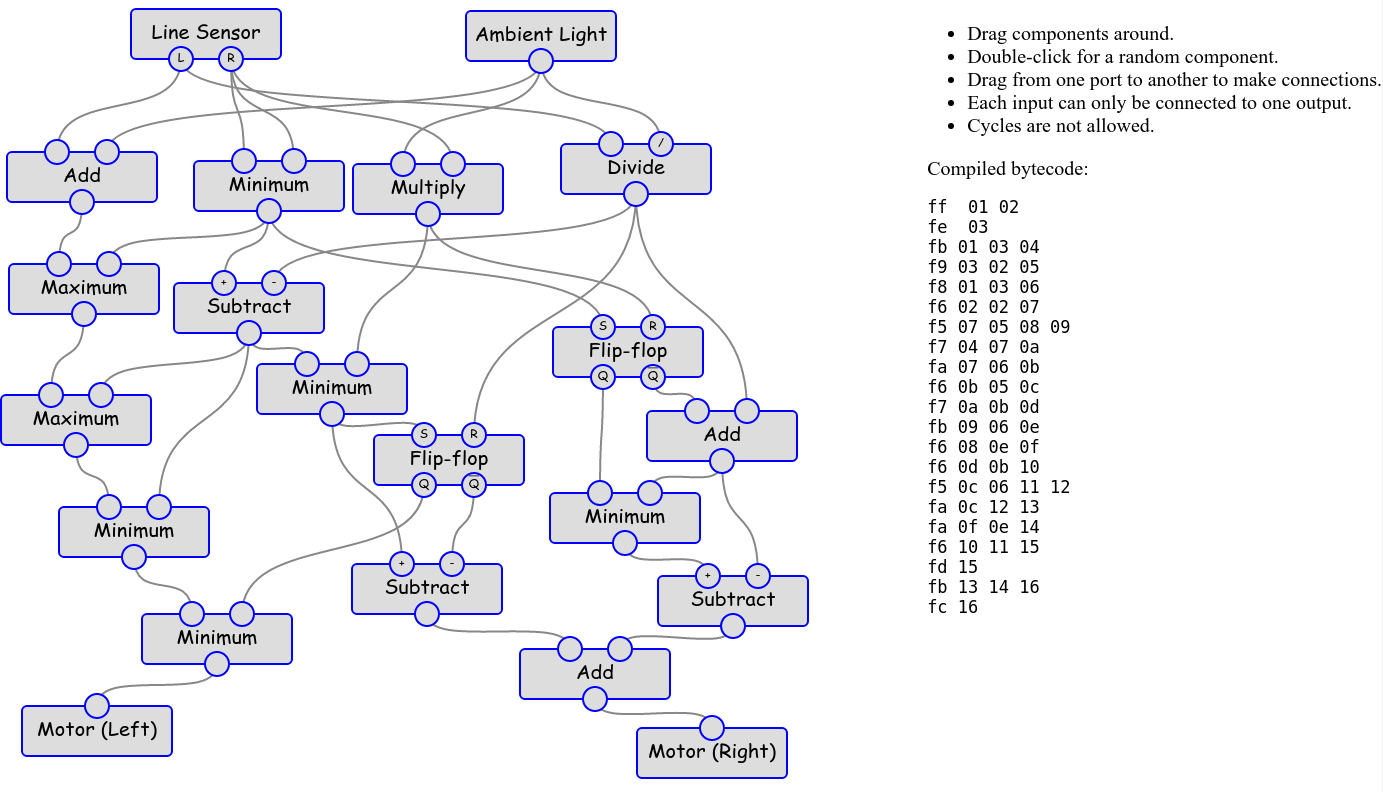 Line Sensor
L R
Ambient Light
/
Add
Minimum
Multiply
Divide
+ -
Maximum
Subtract
S R
Flip-flop
Q Q
Minimum
Maximum
Add
S R
Flip-flop
Q Q
Minimum
Minimum
+ -
Subtract
+ -
Subtract
Minimum
Add
Motor (Left)
Motor (Right)
• Drag components around.
• Double-click for a random component.
• Drag from one port to another to make connections.
• Each input can only be connected to one output.
• Cycles are not allowed.
Compiled bytecode:
ff  01 02
fe  03
fb 01 03 04
f9 03 02 05
f8 01 03 06
f6 02 02 07
f5 07 05 08 09
f7 04 07 0a
fa 07 06 0b
f6 0b 05 0c
f7 0a 0b 0d
fb 09 06 0e
f6 08 0e 0f
f6 0d 0b 10
f5 0c 06 11 12
fa 0c 12 13
fa 0f 0e 14
f6 10 11 15
fd 15
fb 13 14 16
fc 16